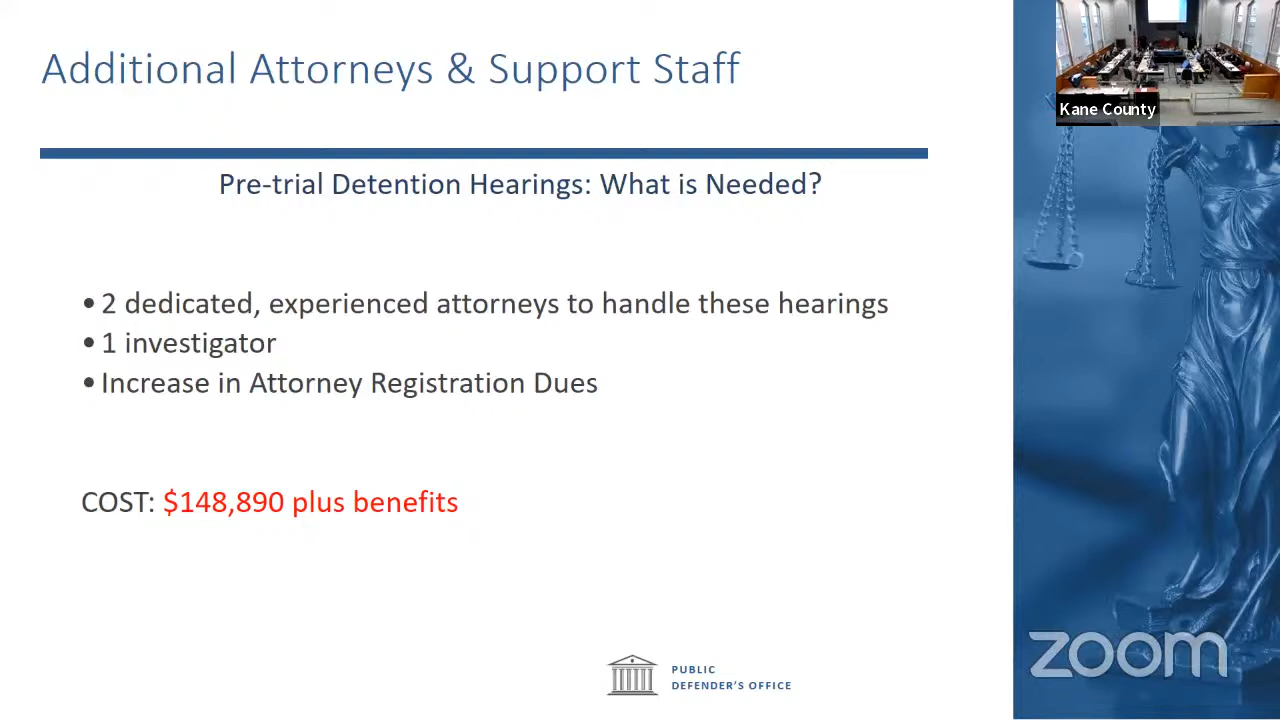 Additional Attorneys & Support Staff
Kane County
Pre-trial Detention Hearings: What is Needed?
• 2 dedicated, experienced attorneys to handle these hearings
• 1 investigator
• Increase in Attorney Registration Dues
COST: $148,890 plus benefits
PUBLIC
DEFENDER'S OFFICE
zoom